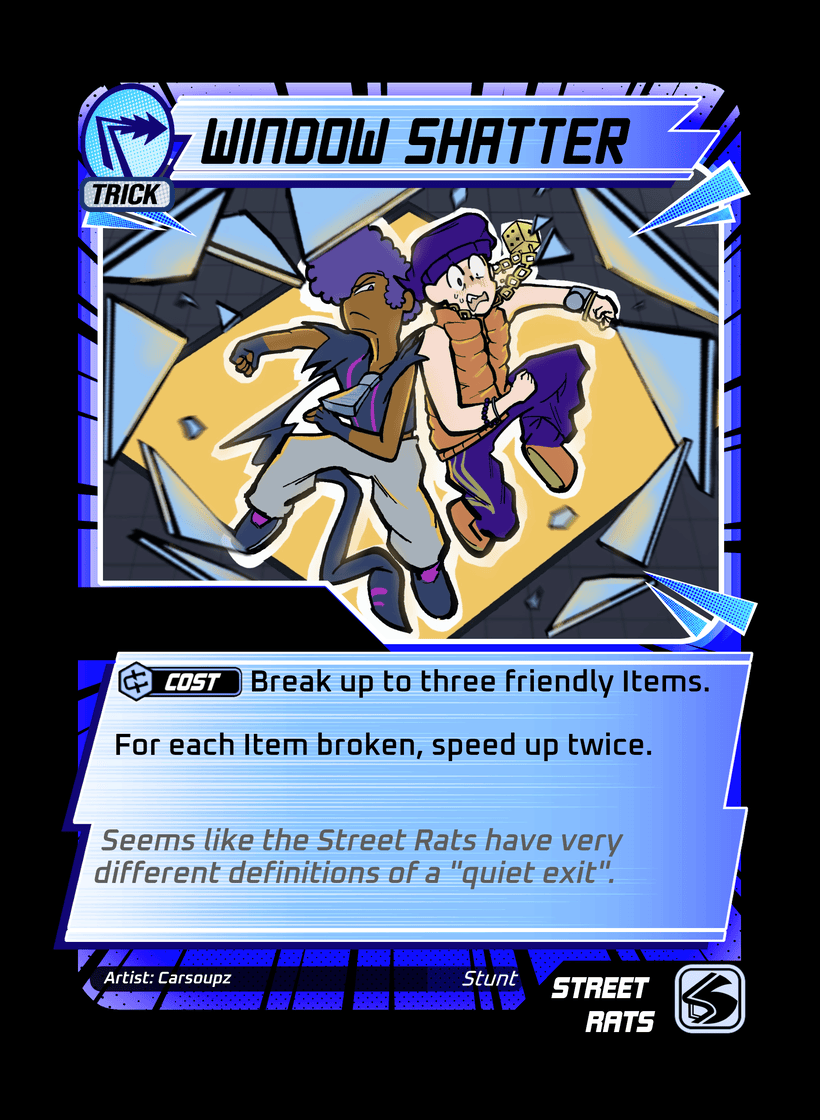 WINDOW SHATTER
TRICK
COST Break up to three friendly Items.
For each Item broken, speed up twice.
Seems like the Street Rats have very
different definitions of a "quiet exit".
Artist: Carsoupz
Stunt
STREET
RATS